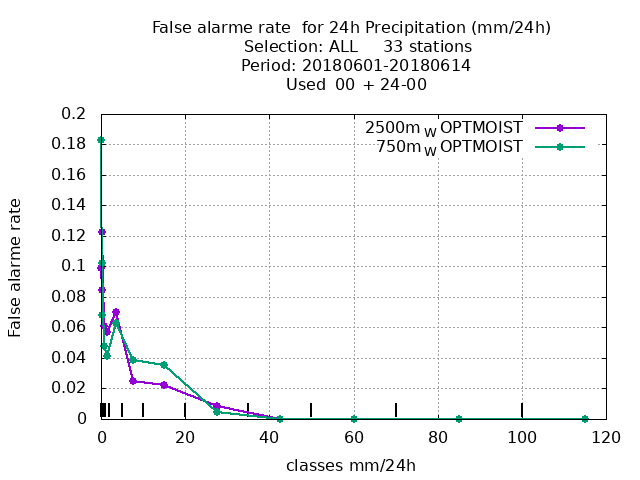 False alarme rate  for 24h Precipitation (mm/24h)
Selection: ALL     33 stations
Period: 20180601-20180614
Used  00 + 24-00
2500m W OPTMOIST
750m W OPTMOIST
False alarme rate
0.2
0.18
0.16
0.14
0.12
0.1
0.08
0.06
0.04
0.02
0
0 20 40 60 80 100 120
classes mm/24h